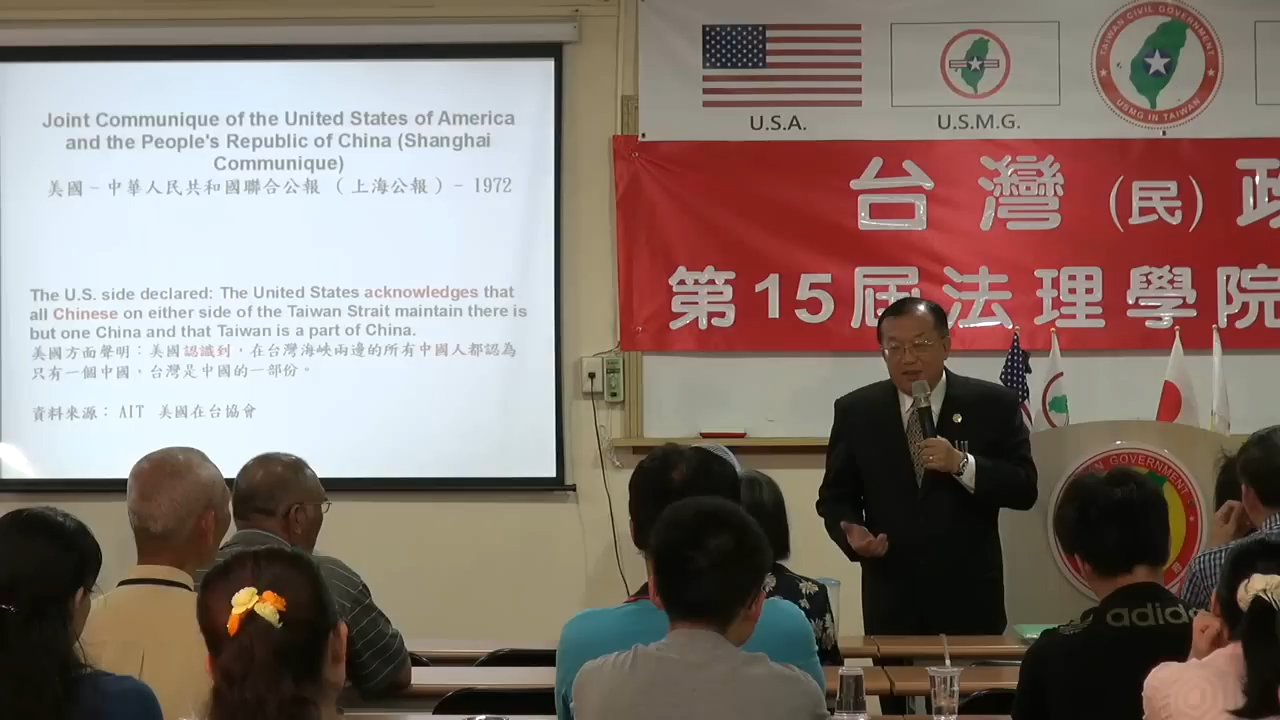 Joint Communique of the United States of America
and the People's Republic of China (Shanghai
Communique)
美國－中華人民共和國聯合公報 （上海公報）－1972
The U.S. side declared: The United States acknowledges that
all Chinese on either side of the Taiwan Strait maintain there is
but one China and that Taiwan is a part of China.
美國方面聲明：美國認識到，在台灣海峽兩邊的所有中國人都認為
只有一個中國，台灣是中國的一部份。
資料來源： AIT 美國在台協會
U.S.A.
U.S.M.G.
TAIWAN CIVIL GOVERNMENT
USMG IN TAIWAN
台灣(民)政
第15屆法理學院
GOVERNMENT
adidas